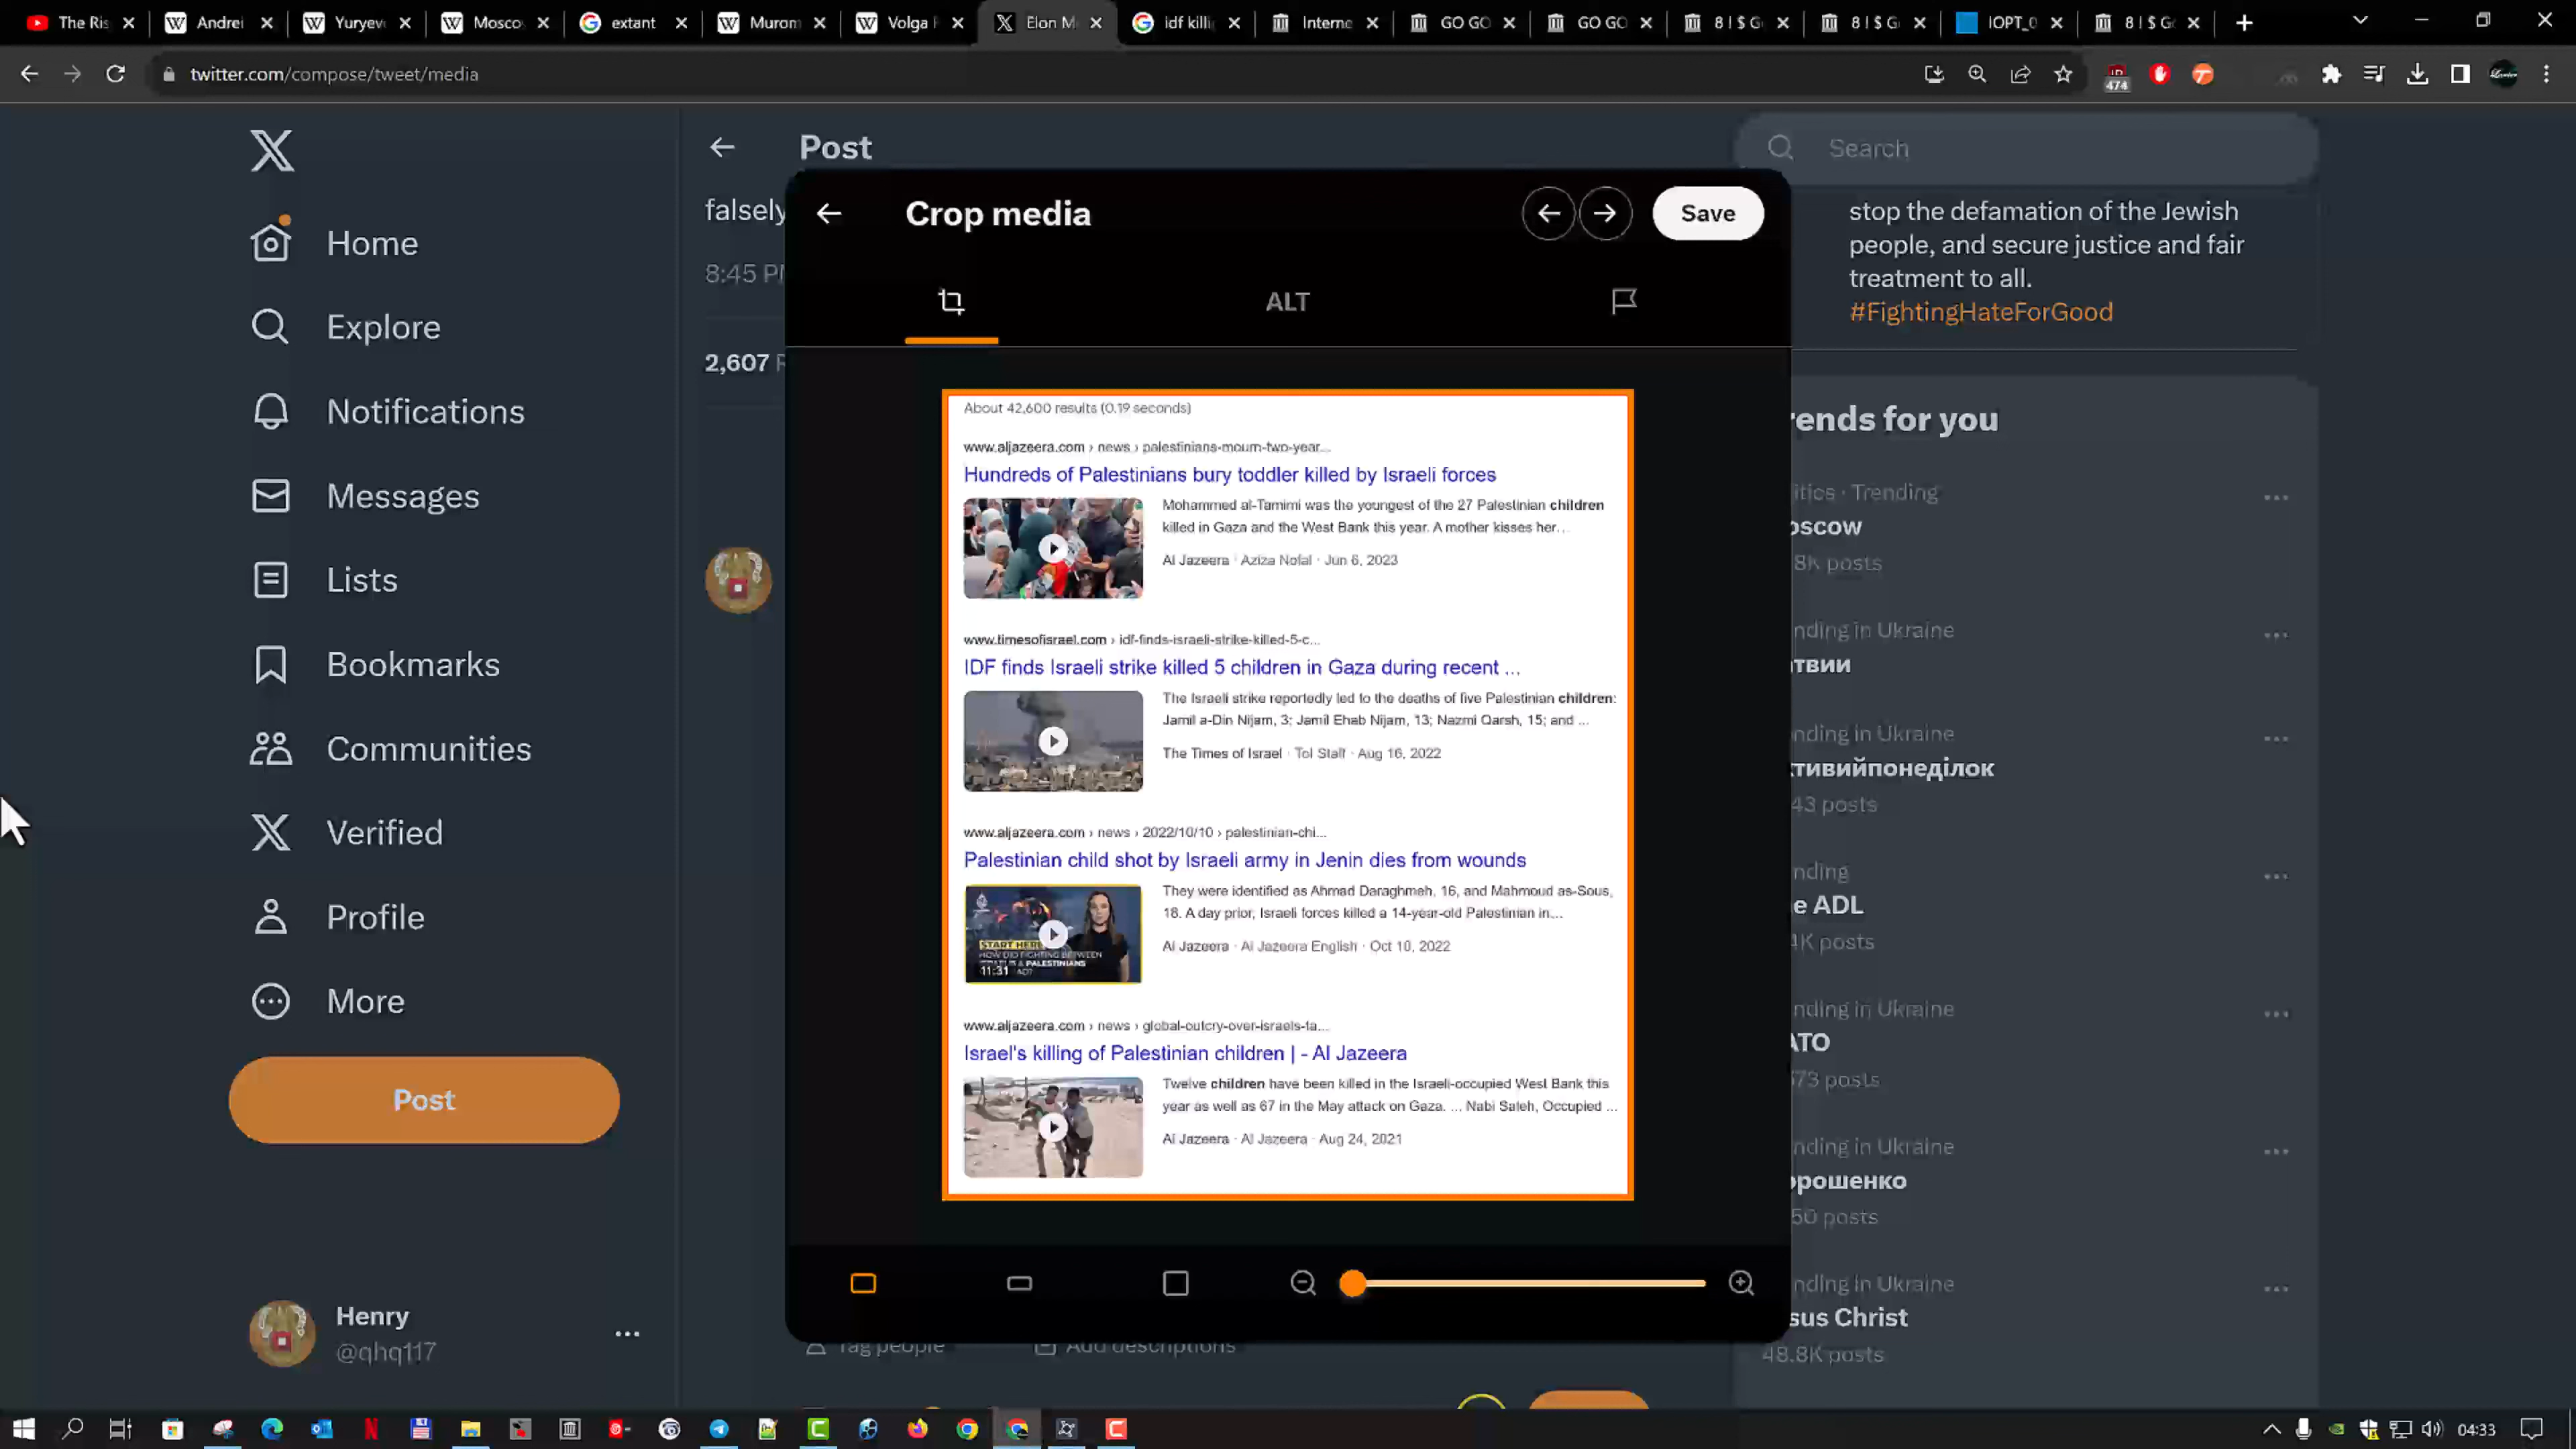 The Ris
Andrei
Yuryev
Mosco
extant
Murom
Volga
Elon M
idf killi
Interne
GO GO
GO GO
8 I $ G
8 I $ G
IOPT_0
8 I $ Go
twitter.com/compose/tweet/media
474
Post
Search
falsely
8:45 PM
2,607
Home
Explore
Notifications
Messages
Lists
Bookmarks
Communities
Verified
Profile
More
Post
Henry
@qhq117
Crop media
Save
ALT
About 42,600 results (0.19 seconds)
www.aljazeera.com › news › palestinians-mourn-two-year...
Hundreds of Palestinians bury toddler killed by Israeli forces
Mohammed al-Tamimi was the youngest of the 27 Palestinian children
killed in Gaza and the West Bank this year. A mother kisses her...
Al Jazeera · Aziza Nofal · Jun 6, 2023
www.timesofisrael.com › idf-finds-israeli-strike-killed-5-c...
IDF finds Israeli strike killed 5 children in Gaza during recent ...
The Israeli strike reportedly led to the deaths of five Palestinian children:
Jamil a-Din Nijam, 3; Jamil Ehab Nijam, 13; Nazmi Qarsh, 15; and ...
The Times of Israel · ToI Staff · Aug 16, 2022
www.aljazeera.com › news › 2022/10/10 › palestinian-chi...
Palestinian child shot by Israeli army in Jenin dies from wounds
START HERE
HOW DID FIGHTING BETWEEN
PALESTINIANS
11:31
They were identified as Ahmad Daraghmeh, 16, and Mahmoud as-Sous,
18. A day prior, Israeli forces killed a 14-year-old Palestinian in...
Al Jazeera · Al Jazeera English · Oct 10, 2022
www.aljazeera.com › news › global-outcry-over-israels-ta...
Israel's killing of Palestinian children | - Al Jazeera
Twelve children have been killed in the Israeli-occupied West Bank this
year as well as 67 in the May attack on Gaza. ... Nabi Saleh, Occupied ...
Al Jazeera · Al Jazeera · Aug 24, 2021
Tag people
Add descriptions
stop the defamation of the Jewish
people, and secure justice and fair
treatment to all.
#FightingHateForGood
rends for you
itics · Trending
oscow
8K posts
nding in Ukraine
твии
nding in Ukraine
ктивийпонеділок
43 posts
nding
e ADL
4K posts
nding in Ukraine
ATO
573 posts
nding in Ukraine
орошенко
50 posts
nding in Ukraine
sus Christ
48.8K posts
04:33